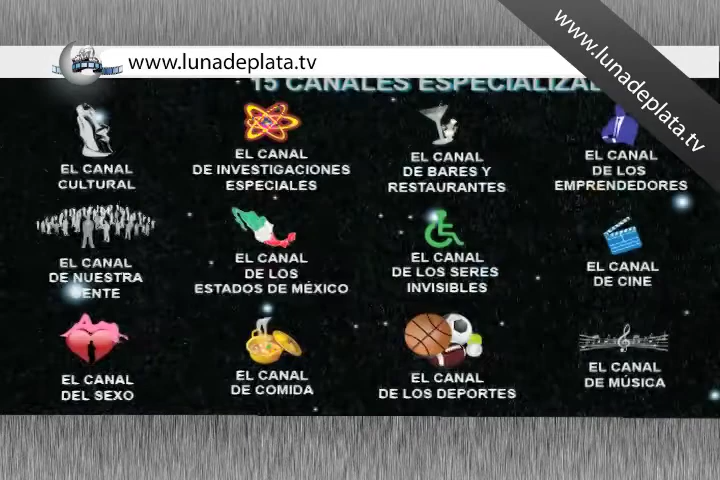 www.lunadeplata.tv
www.lunadeplata.tv
15 CANALES
EL CANAL
CULTURAL
EL CANAL
DE INVESTIGACIONES
ESPECIALES
EL CANAL
DE BARES Y
RESTAURANTES
EL CANAL
DE LOS
EMPRENDEDORES
EL CANAL
DE NUESTRA
GENTE
EL CANAL
DE LOS
ESTADOS DE MÉXICO
EL CANAL
DE LOS SERES
INVISIBLES
EL CANAL
DE CINE
EL CANAL
DEL SEXO
EL CANAL
DE COMIDA
EL CANAL
DE LOS DEPORTES
EL CANAL
DE MÚSICA